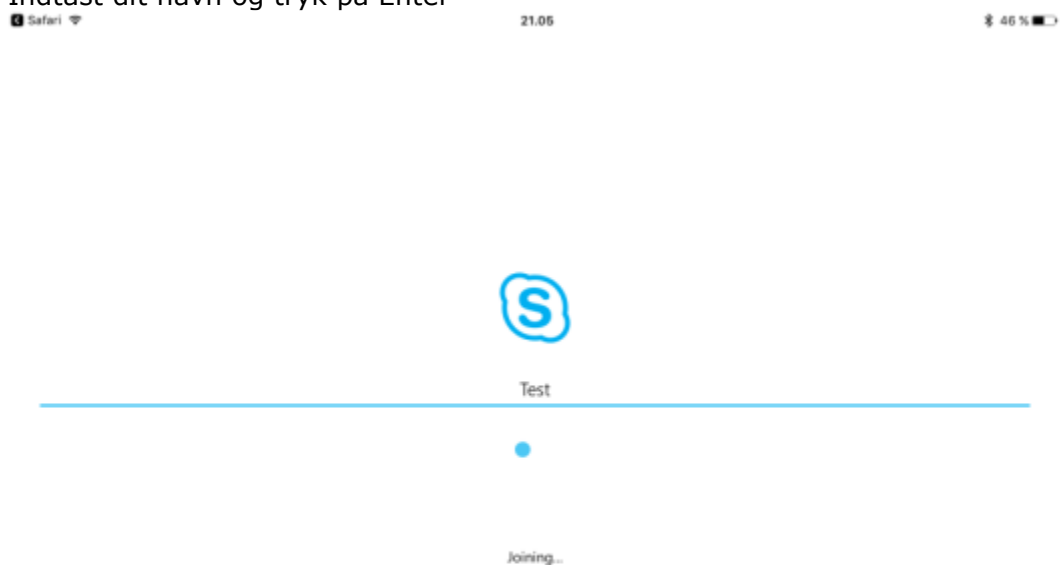 Indtast dit navn og tryk på Enter
Safari 21.05 46 %
S
Test
Joining...